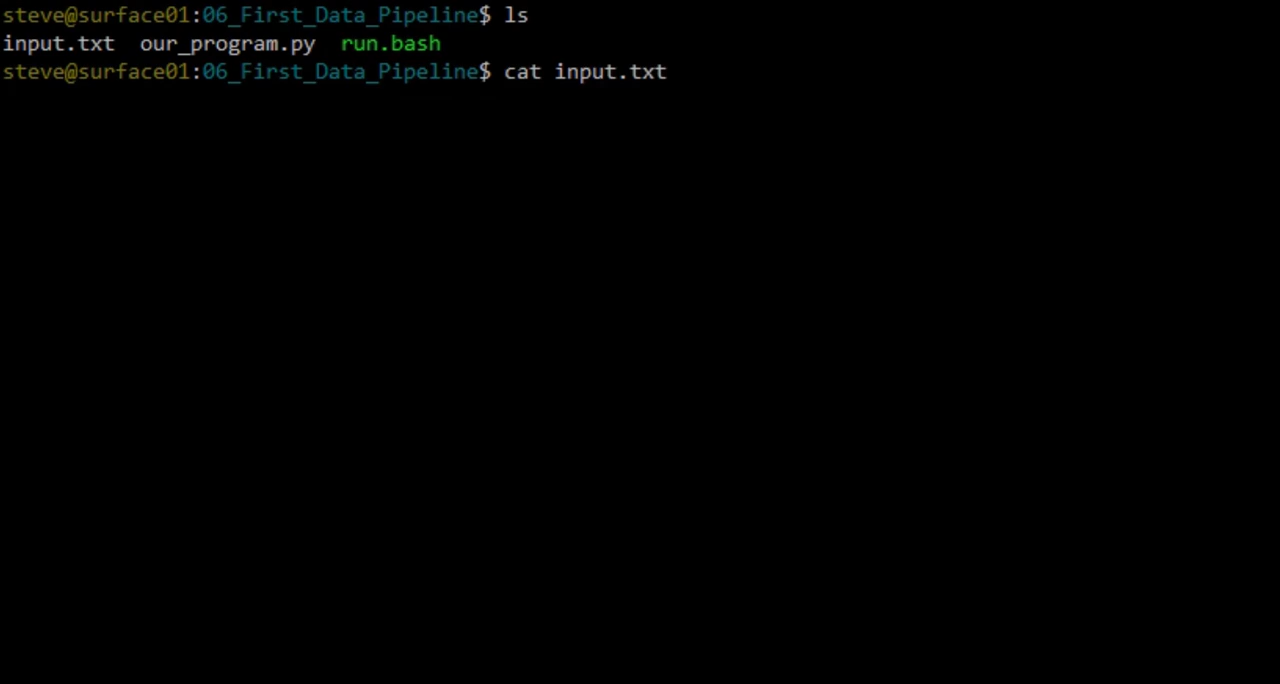 steve@surface01:06_First_Data_Pipeline$ ls
input.txt  our_program.py  run.bash
steve@surface01:06_First_Data_Pipeline$ cat input.txt